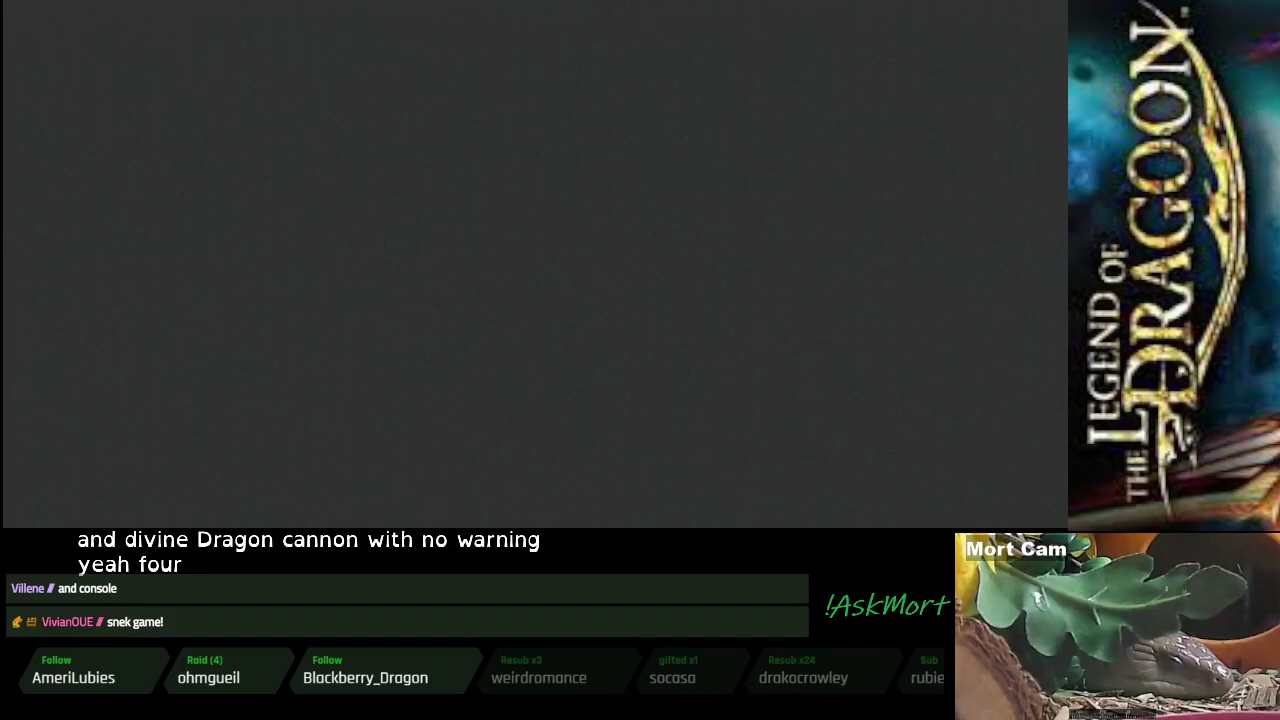 THE LEGEND OF
DRAGOON
and divine Dragon cannon with no warning
yeah four
Villene // and console
VivianOUE // snek game!
!AskMort
Mort Cam
Follow
AmeriLubies
Raid (4)
ohmgueil
Follow
Blackberry_Dragon
Resub x3
weirdromance
gifted x1
socasa
Resub x24
drakocrowley
Sub
rubie